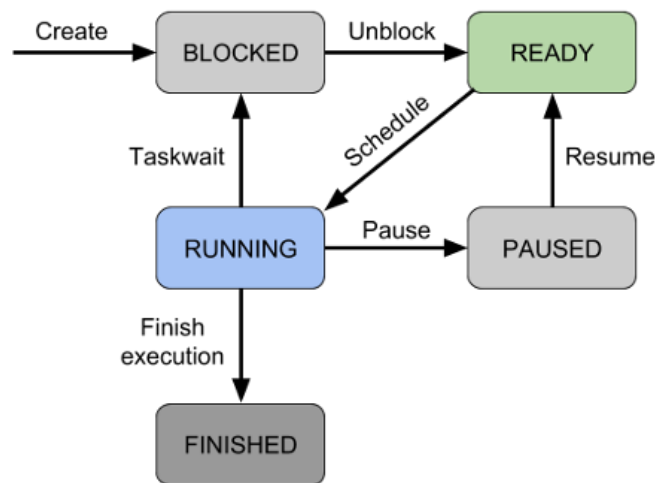 Create
BLOCKED
Unblock
READY
Taskwait
Schedule
Resume
RUNNING
Pause
PAUSED
Finish
execution
FINISHED